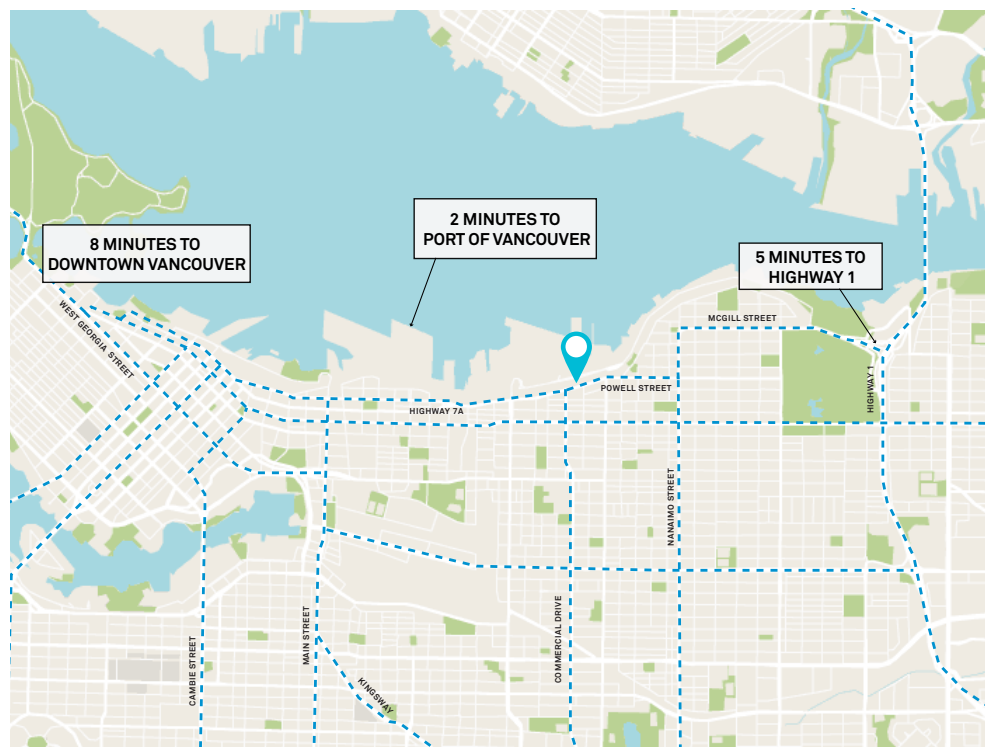 8 MINUTES TO
DOWNTOWN VANCOUVER
2 MINUTES TO
PORT OF VANCOUVER
5 MINUTES TO
HIGHWAY 1
WEST GEORGIA STREET
MCGILL STREET
POWELL STREET
HIGHWAY 7A
HIGHWAY 1
NANAIMO STREET
COMMERCIAL DRIVE
MAIN STREET
CAMBIE STREET
KINGSWAY